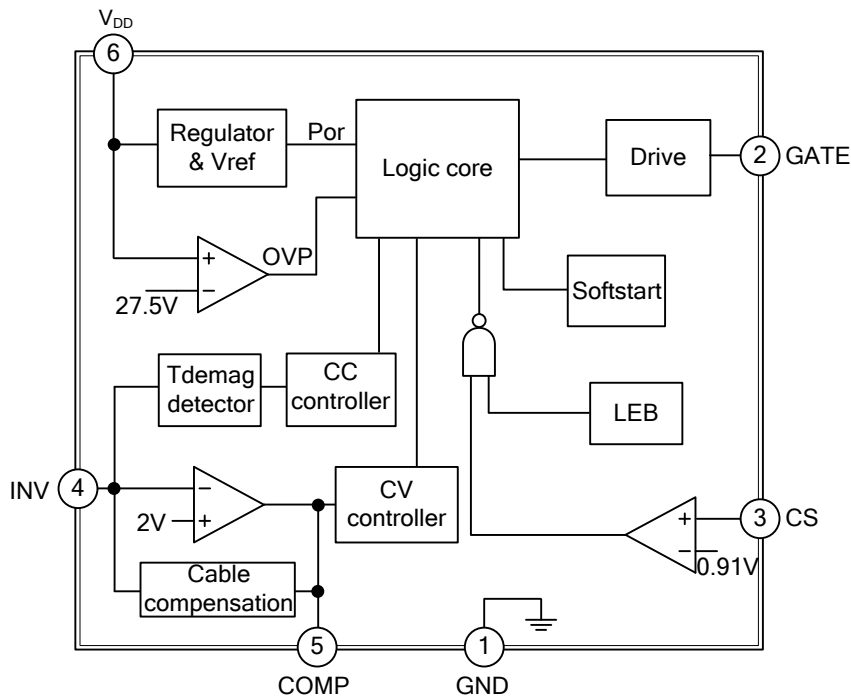 VDD
6
Regulator
& Vref
Por
Logic core
Drive
2
GATE
+
−
OVP
27.5V
Softstart
Tdemag
detector
CC
controller
LEB
INV
4
−
2V
+
CV
controller
+
−
0.91V
3
CS
Cable
compensation
5
COMP
1
GND